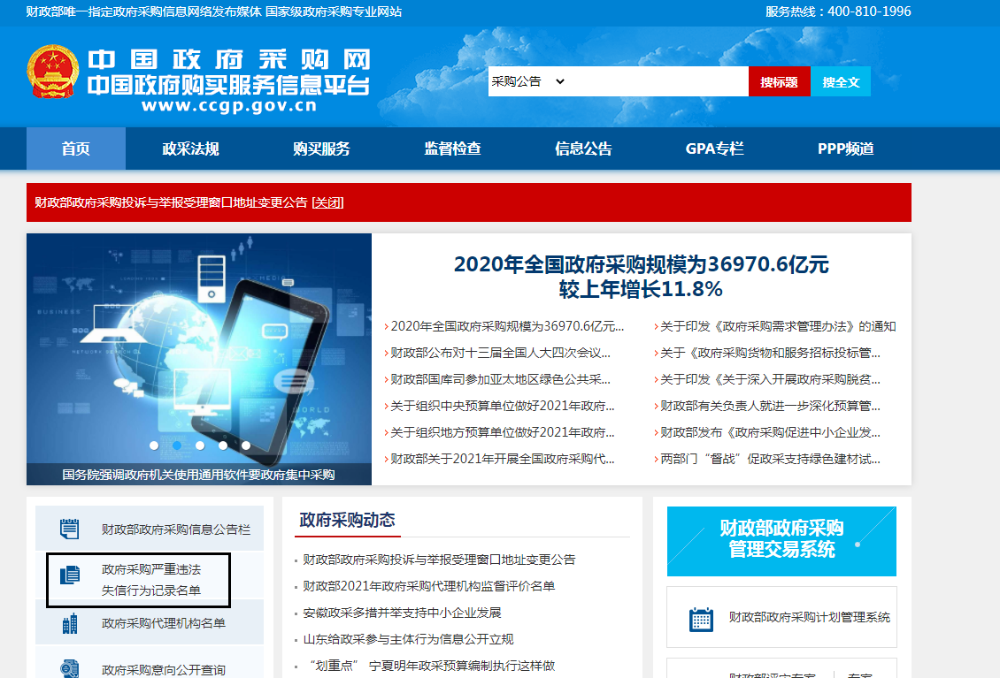 财政部唯一指定政府采购信息网络发布媒体 国家级政府采购专业网站
服务热线：400-810-1996
中国政府采购网
中国政府购买服务信息平台
www.ccgp.gov.cn
采购公告
搜标题
搜全文
首页
政采法规
购买服务
监督检查
信息公告
GPA专栏
PPP频道
财政部政府采购投诉与举报受理窗口地址变更公告 [关闭]
MEDIC
BUSINESS
NETWORK SEARCH
WORLD
国务院强调政府机关使用通用软件要政府集中采购
2020年全国政府采购规模为36970.6亿元
较上年增长11.8%
2020年全国政府采购规模为36970.6亿元...
财政部公布对十三届全国人大四次会议...
财政部国库司参加亚太地区绿色公共采...
关于组织中央预算单位做好2021年政府...
关于组织地方预算单位做好2021年政府...
财政部关于2021年开展全国政府采购代...
关于印发《政府采购需求管理办法》的通知
关于《政府采购货物和服务招标投标管...
关于印发《关于深入开展政府采购脱贫...
财政部有关负责人就进一步深化预算管...
财政部发布《政府采购促进中小企业发...
两部门“督战”促政采支持绿色建材试...
财政部政府采购信息公告栏
政府采购严重违法
失信行为记录名单
政府采购代理机构名单
政府采购意向公开查询
政府采购动态
财政部政府采购投诉与举报受理窗口地址变更公告
财政部2021年政府采购代理机构监督评价名单
安徽政采多措并举支持中小企业发展
山东给政采参与主体行为信息公开立规
“划重点” 宁夏明年政采预算编制执行这样做
财政部政府采购
管理交易系统
财政部政府采购计划管理系统
财政部评审专家
专家